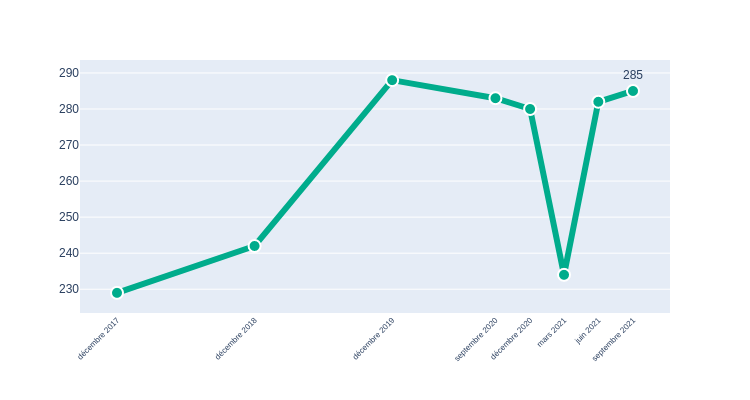 285
290
280
270
260
250
240
230
décembre 2017
décembre 2018
décembre 2019
septembre 2020
décembre 2020
mars 2021
juin 2021
septembre 2021